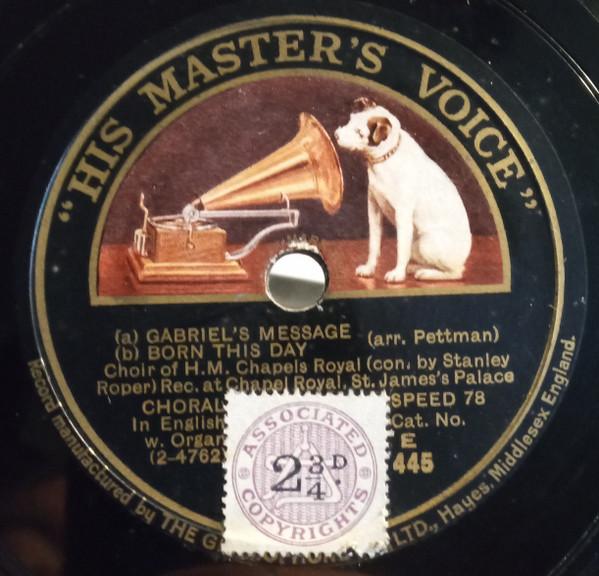 "HIS MASTER'S VOICE"
(a) GABRIEL'S MESSAGE (arr. Pettman)
(b) BORN THIS DAY
Choir of H.M. Chapels Royal (con. by Stanley
Roper) Rec. at Chapel Royal, St. James's Palace
CHORAL SPEED 78
In English Cat. No.
w. Organ E
(2-4762 445
ASSOCIATED
2¾D.
COPYRIGHTS
Record manufactured by THE LTD., Hayes, Middlesex England.